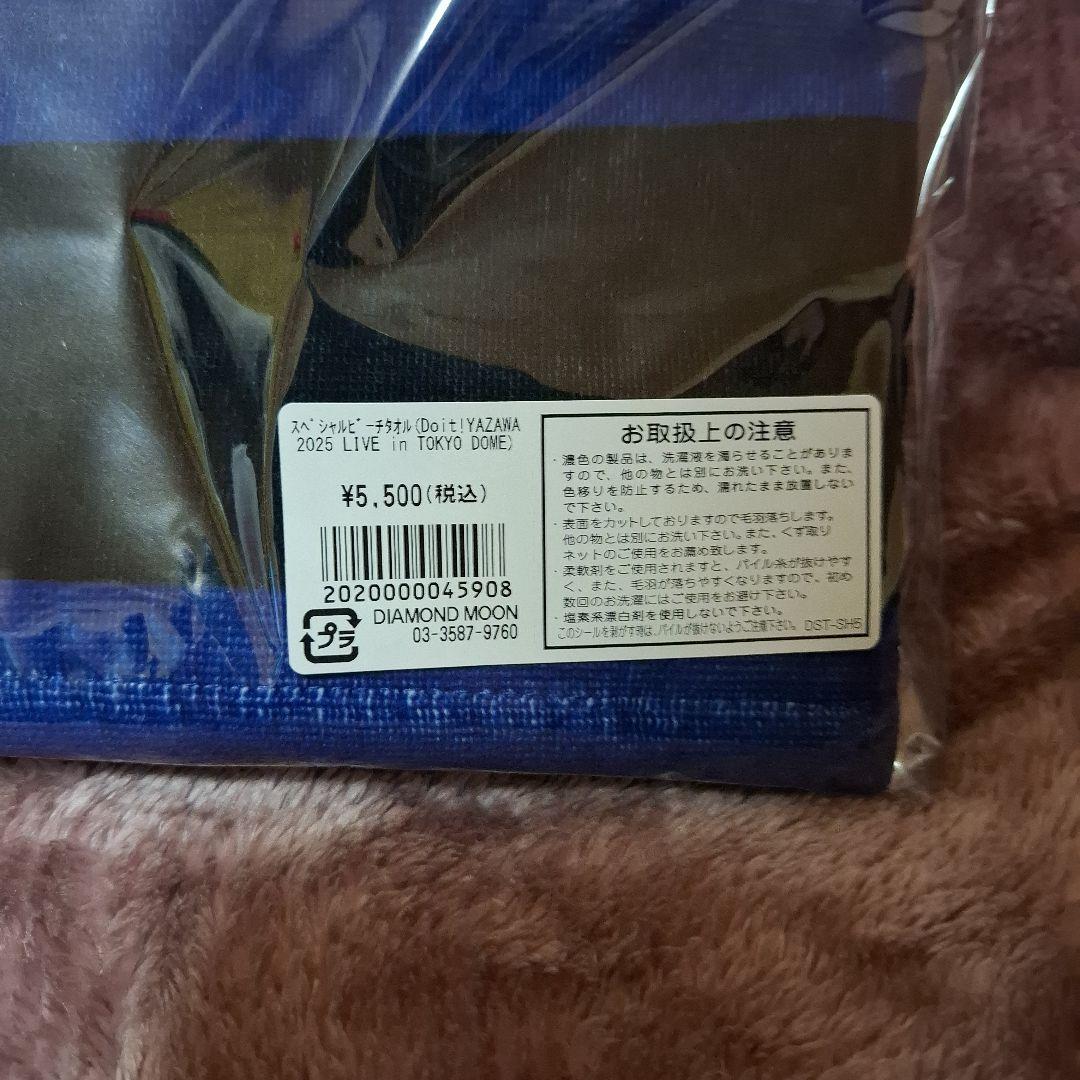 ｽﾍﾟｼｬﾙﾋﾞｰﾁﾀｵﾙ(Doit!YAZAWA
2025 LIVE in TOKYO DOME)
¥5,500(税込)
2020000045908
プラ
DIAMOND MOON
03-3587-9760
お取扱上の注意
・濃色の製品は、洗濯液を濁らせることがありま
すので、他の物とは別にお洗い下さい。また、
色移りを防止するため、濡れたまま放置しない
で下さい。
・表面をカットしておりますので毛羽落ちします。
他の物とは別にお洗い下さい。また、くず取り
ネットのご使用をお薦め致します。
・柔軟剤をご使用されますと、パイル糸が抜けやす
く、また、毛羽が落ちやすくなりますので、初め
数回のお洗濯にはご使用をお避け下さい。
・塩素系漂白剤を使用しないで下さい。
このシールを剥がす時は、パイルが抜けないようご注意下さい。 DST-SH5